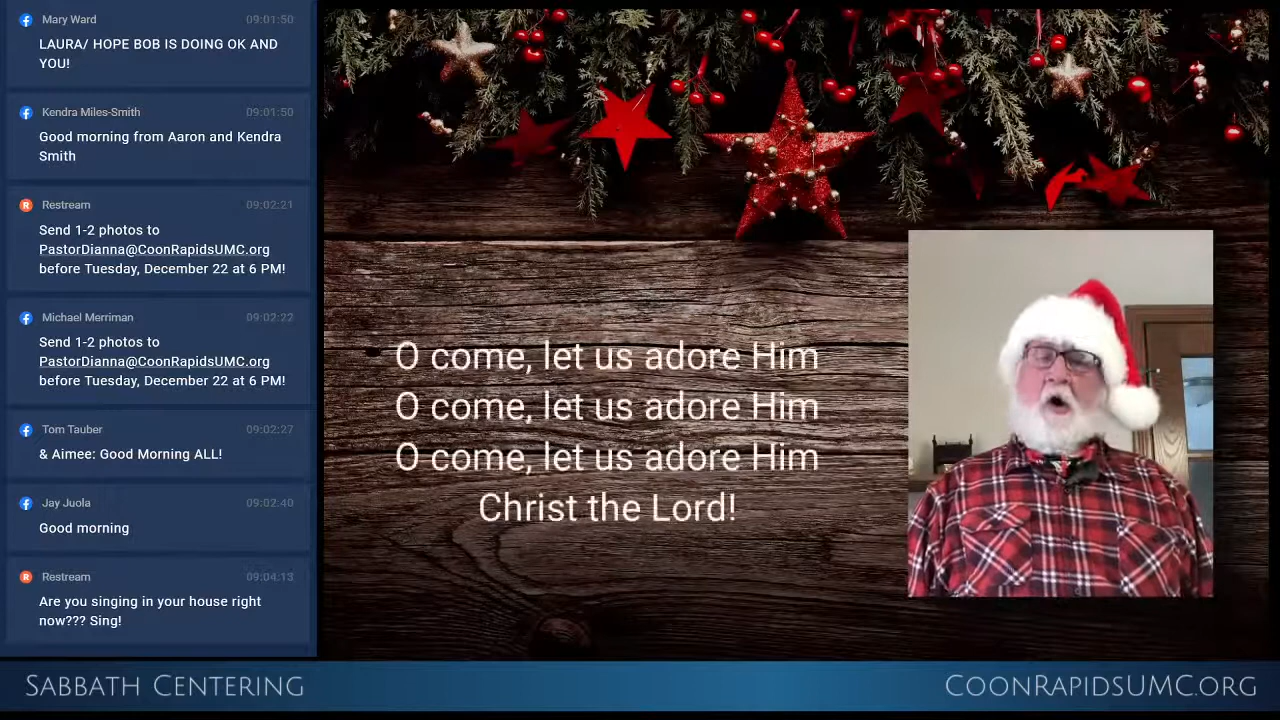 Mary Ward 09:01:50
LAURA/ HOPE BOB IS DOING OK AND
YOU!
Kendra Miles-Smith 09:01:50
Good morning from Aaron and Kendra
Smith
Restream 09:02:21
Send 1-2 photos to
PastorDianna@CoonRapidsUMC.org
before Tuesday, December 22 at 6 PM!
Michael Merriman 09:02:22
Send 1-2 photos to
PastorDianna@CoonRapidsUMC.org
before Tuesday, December 22 at 6 PM!
Tom Tauber 09:02:27
& Aimee: Good Morning ALL!
Jay Juola 09:02:40
Good morning
Restream 09:04:13
Are you singing in your house right
now??? Sing!
O come, let us adore Him
O come, let us adore Him
O come, let us adore Him
Christ the Lord!
Sabbath Centering
CoonRapidsUMC.org